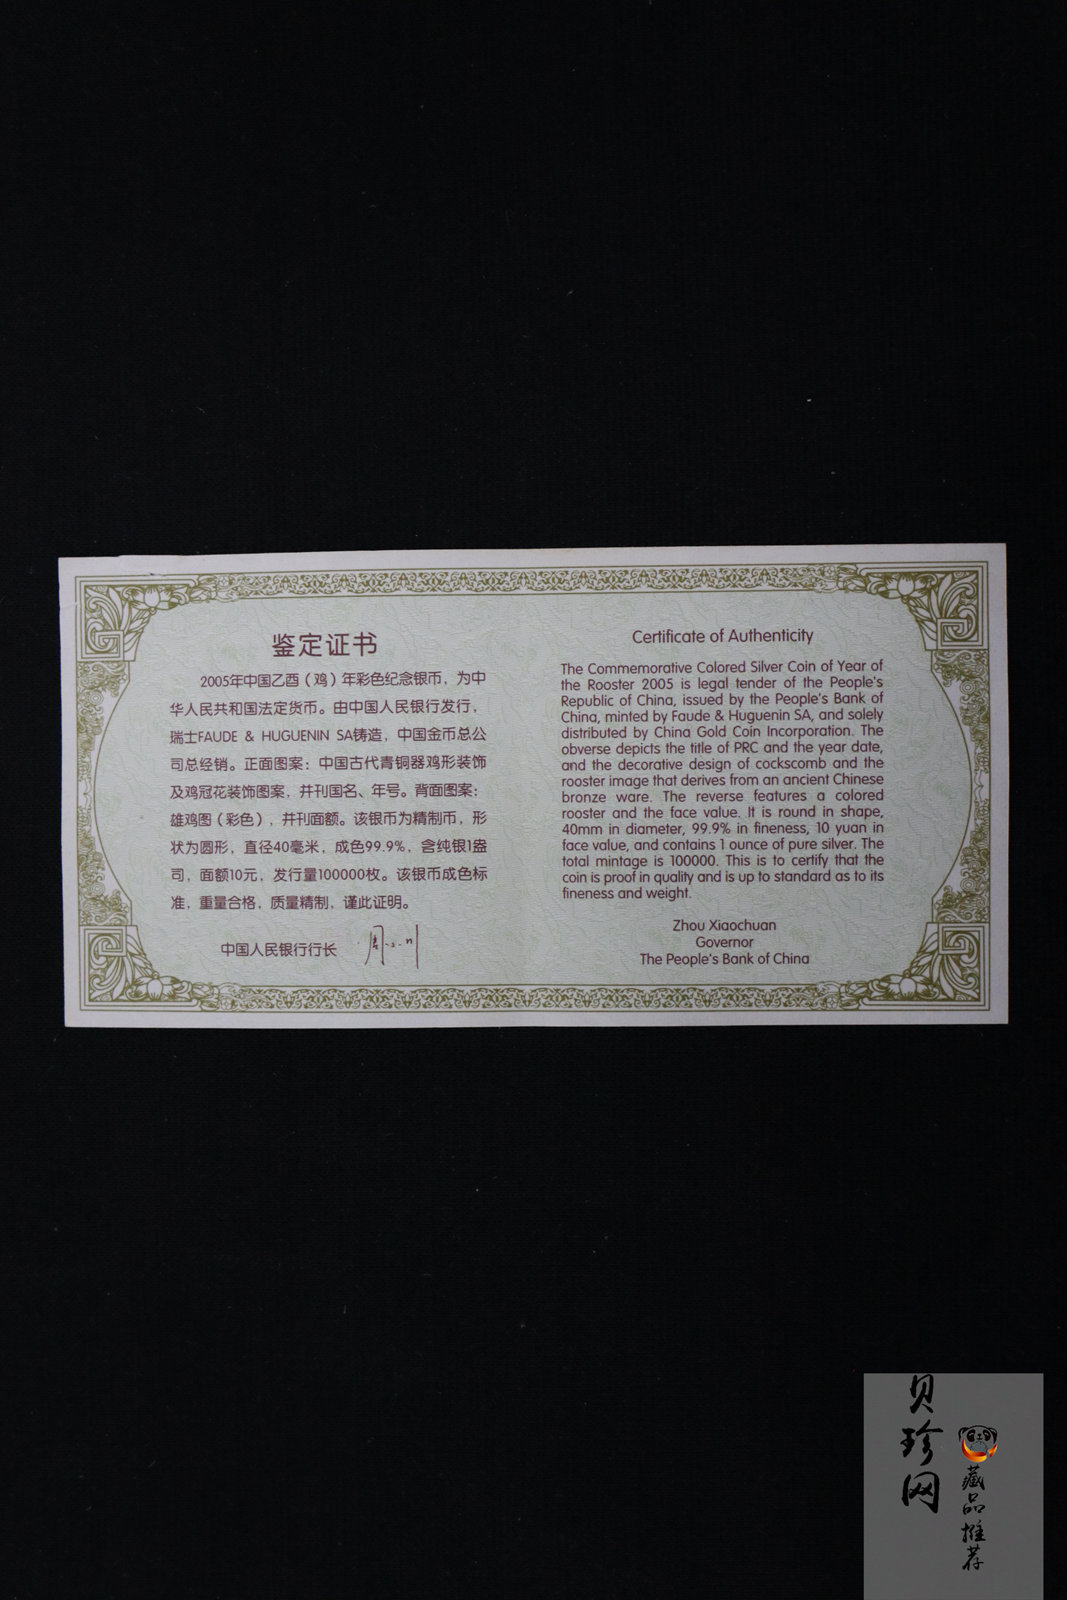 鉴定证书
2005年中国乙酉（鸡）年彩色纪念银币，为中
华人民共和国法定货币。由中国人民银行发行，
瑞士FAUDE & HUGUENIN SA铸造，中国金币总公
司总经销。正面图案：中国古代青铜器鸡形装饰
及鸡冠花装饰图案，并刊国名、年号。背面图案：
雄鸡图（彩色），并刊面额。该银币为精制币，形
状为圆形，直径40毫米，成色99.9%，含纯银1盎
司，面额10元，发行量100000枚。该银币成色标
准，重量合格，质量精制，谨此证明。
中国人民银行行长
Certificate of Authenticity
The Commemorative Colored Silver Coin of Year of
the Rooster 2005 is legal tender of the People's
Republic of China, issued by the People's Bank of
China, minted by Faude & Huguenin SA, and solely
distributed by China Gold Coin Incorporation. The
obverse depicts the title of PRC and the year date,
and the decorative design of cockscomb and the
rooster image that derives from an ancient Chinese
bronze ware. The reverse features a colored
rooster and the face value. It is round in shape,
40mm in diameter, 99.9% in fineness, 10 yuan in
face value, and contains 1 ounce of pure silver. The
total mintage is 100000. This is to certify that the
coin is proof in quality and is up to standard as to its
fineness and weight.
Zhou Xiaochuan
Governor
The People's Bank of China
贝珍网
藏品推荐